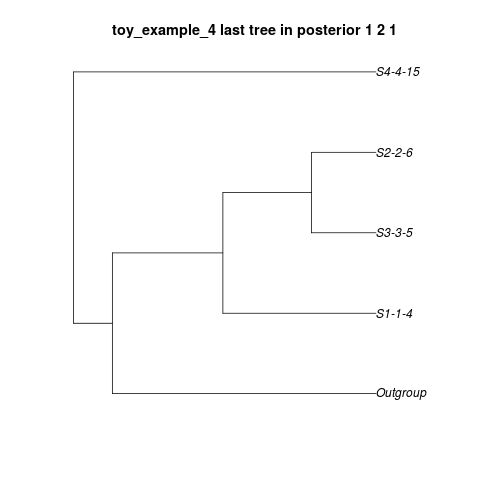 toy_example_4 last tree in posterior 1 2 1
S4-4-15
S2-2-6
S3-3-5
S1-1-4
Outgroup